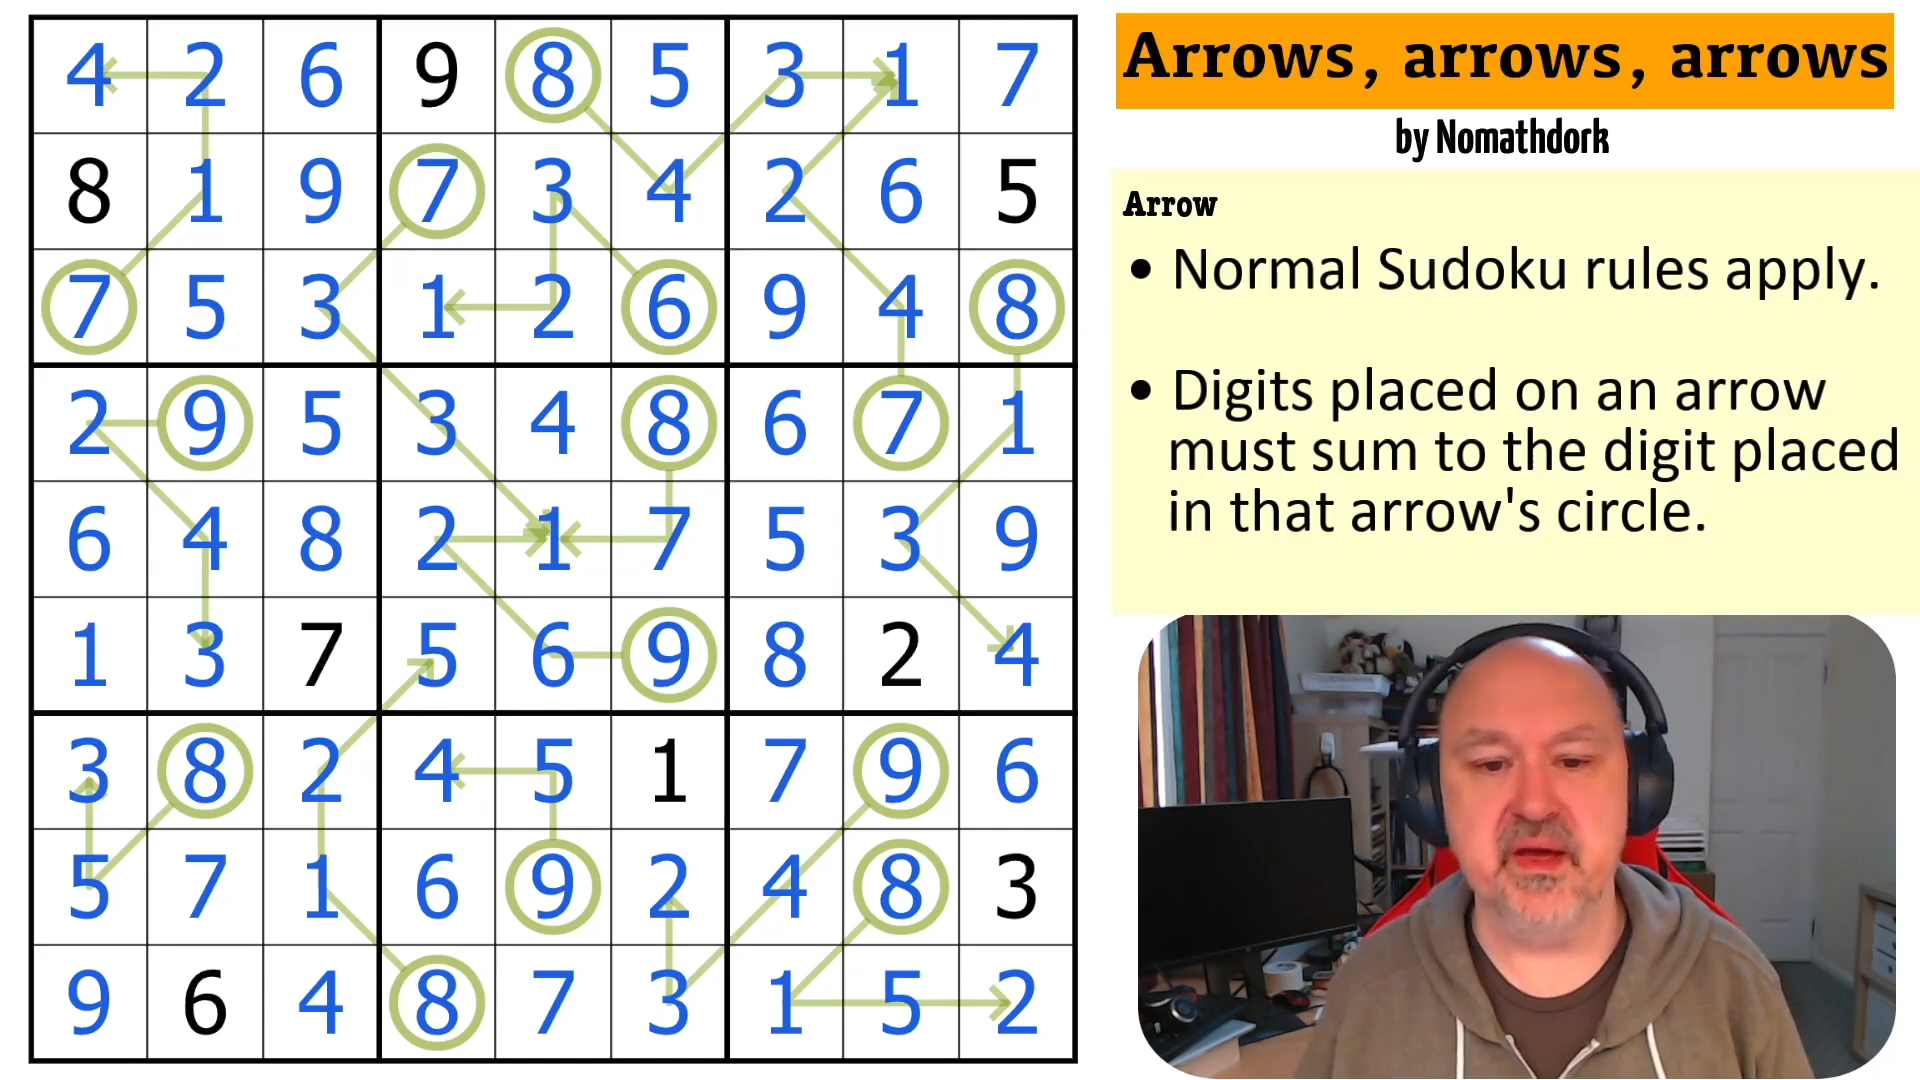 Arrows, arrows, arrows
by Nomathdork
Arrow
• Normal Sudoku rules apply.
• Digits placed on an arrow
must sum to the digit placed
in that arrow's circle.
4 2 6 9 8 5 3 1 7
8 1 9 7 3 4 2 6 5
7 5 3 1 2 6 9 4 8
2 9 5 3 4 8 6 7 1
6 4 8 2 1 7 5 3 9
1 3 7 5 6 9 8 2 4
3 8 2 4 5 1 7 9 6
5 7 1 6 9 2 4 8 3
9 6 4 8 7 3 1 5 2